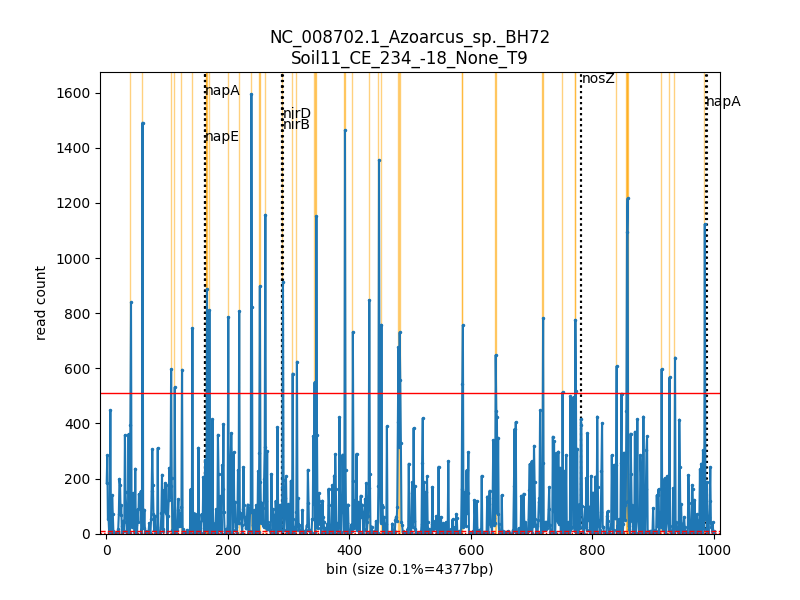 NC_008702.1_Azoarcus_sp._BH72
Soil11_CE_234_-18_None_T9
nosZ
napA
napA
nirD
nirB
napE
1600
1400
1200
1000
800
600
400
200
0
read count
0
200
400
600
800
1000
bin (size 0.1%=4377bp)